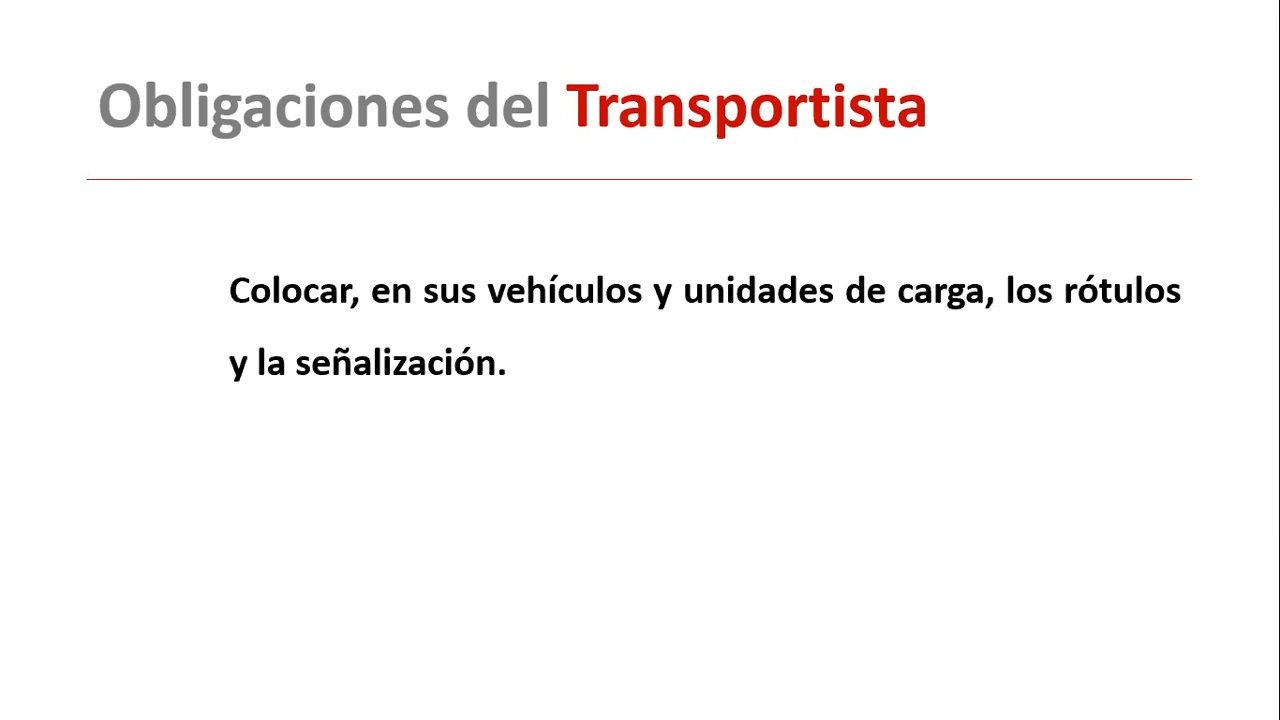 Obligaciones del Transportista
Colocar, en sus vehículos y unidades de carga, los rótulos
y la señalización.